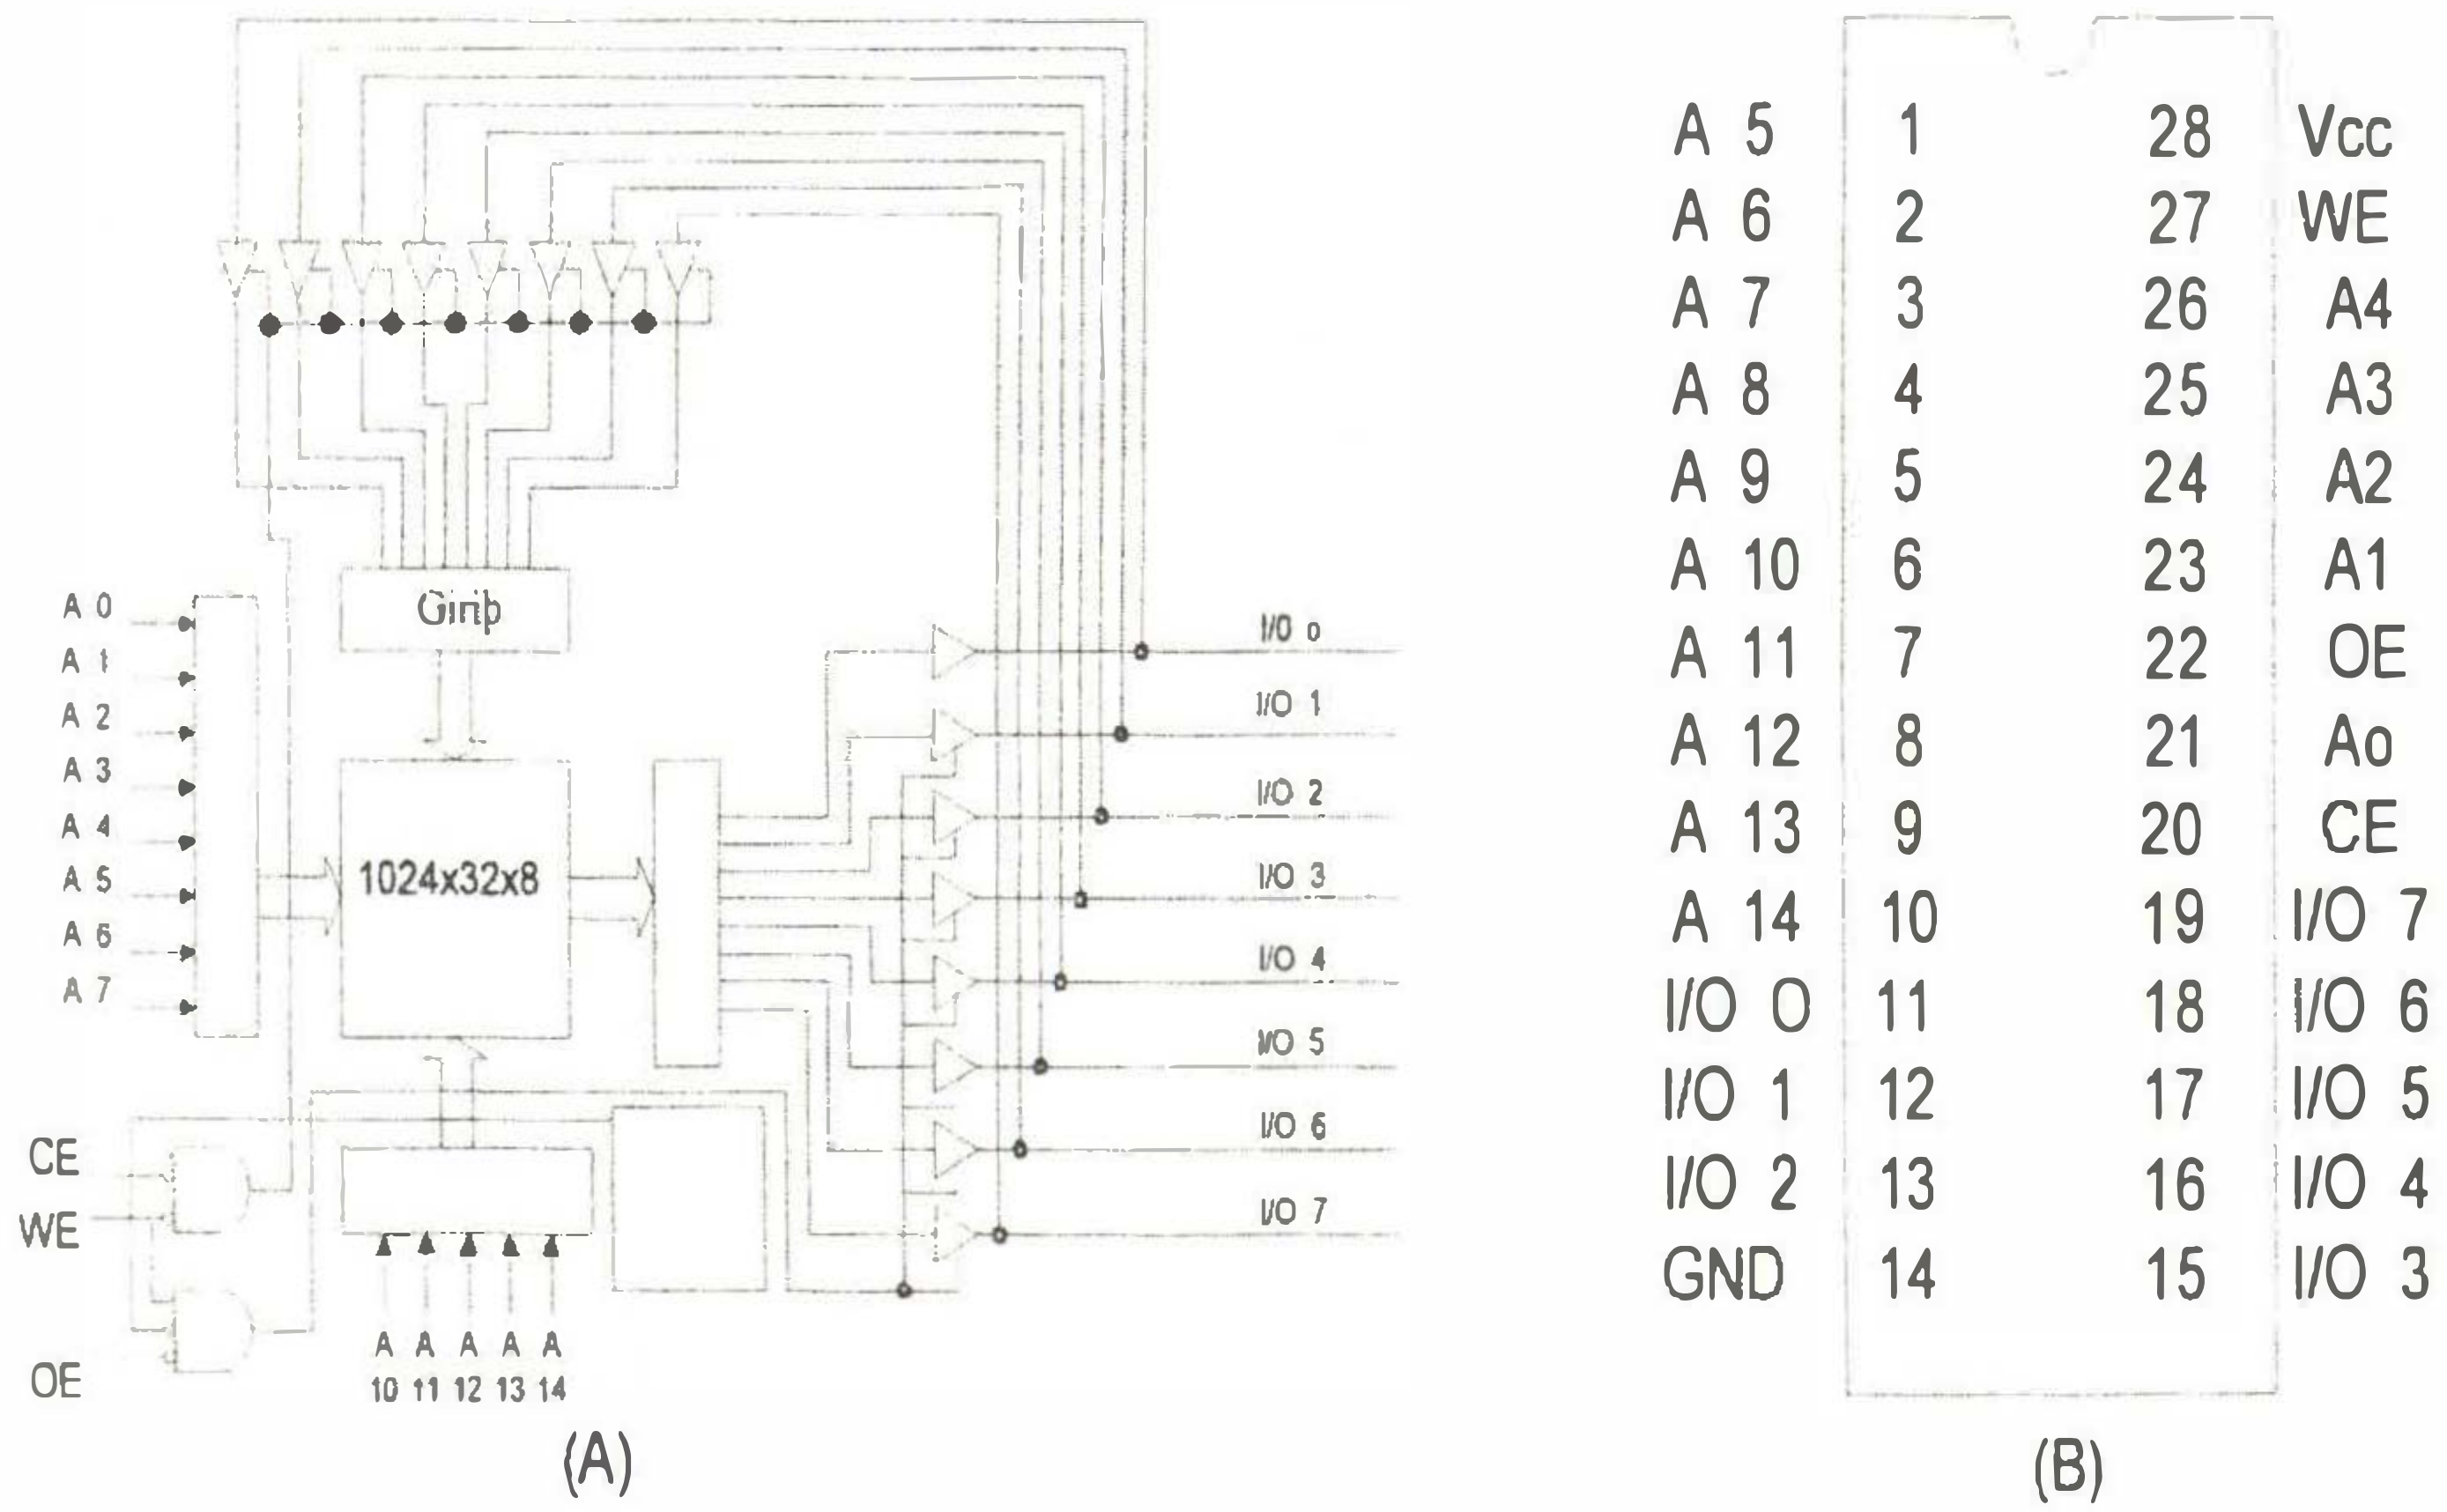 Girip
A 0
A 1
A 2
A 3
A 4
A 5
A 6
A 7
1024x32x8
I/O 0
I/O 1
I/O 2
I/O 3
I/O 4
I/O 5
I/O 6
I/O 7
CE
WE
OE
A A A A A
10 11 12 13 14
(A)
A 5 1 28 Vcc
A 6 2 27 WE
A 7 3 26 A4
A 8 4 25 A3
A 9 5 24 A2
A 10 6 23 A1
A 11 7 22 OE
A 12 8 21 Ao
A 13 9 20 CE
A 14 10 19 I/O 7
I/O 0 11 18 I/O 6
I/O 1 12 17 I/O 5
I/O 2 13 16 I/O 4
GND 14 15 I/O 3
(B)